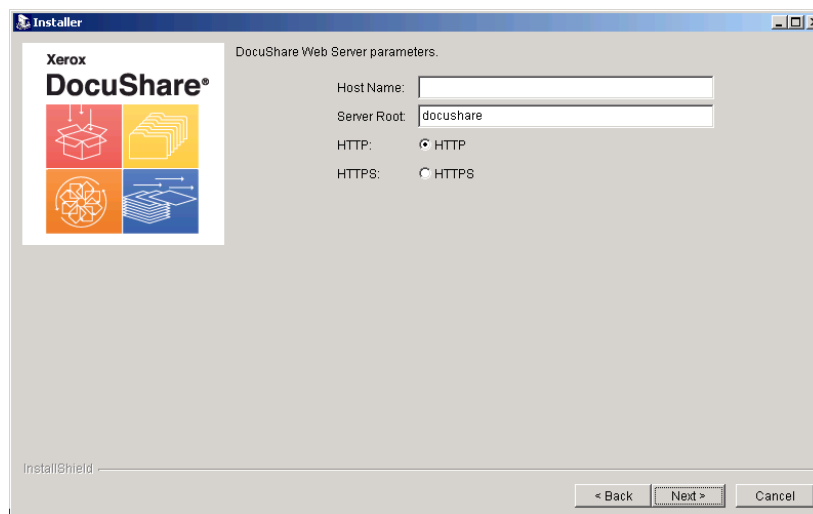 Installer
Xerox
DocuShare®
DocuShare Web Server parameters.
Host Name:
Server Root: docushare
HTTP: HTTP
HTTPS: HTTPS
InstallShield
< Back Next > Cancel